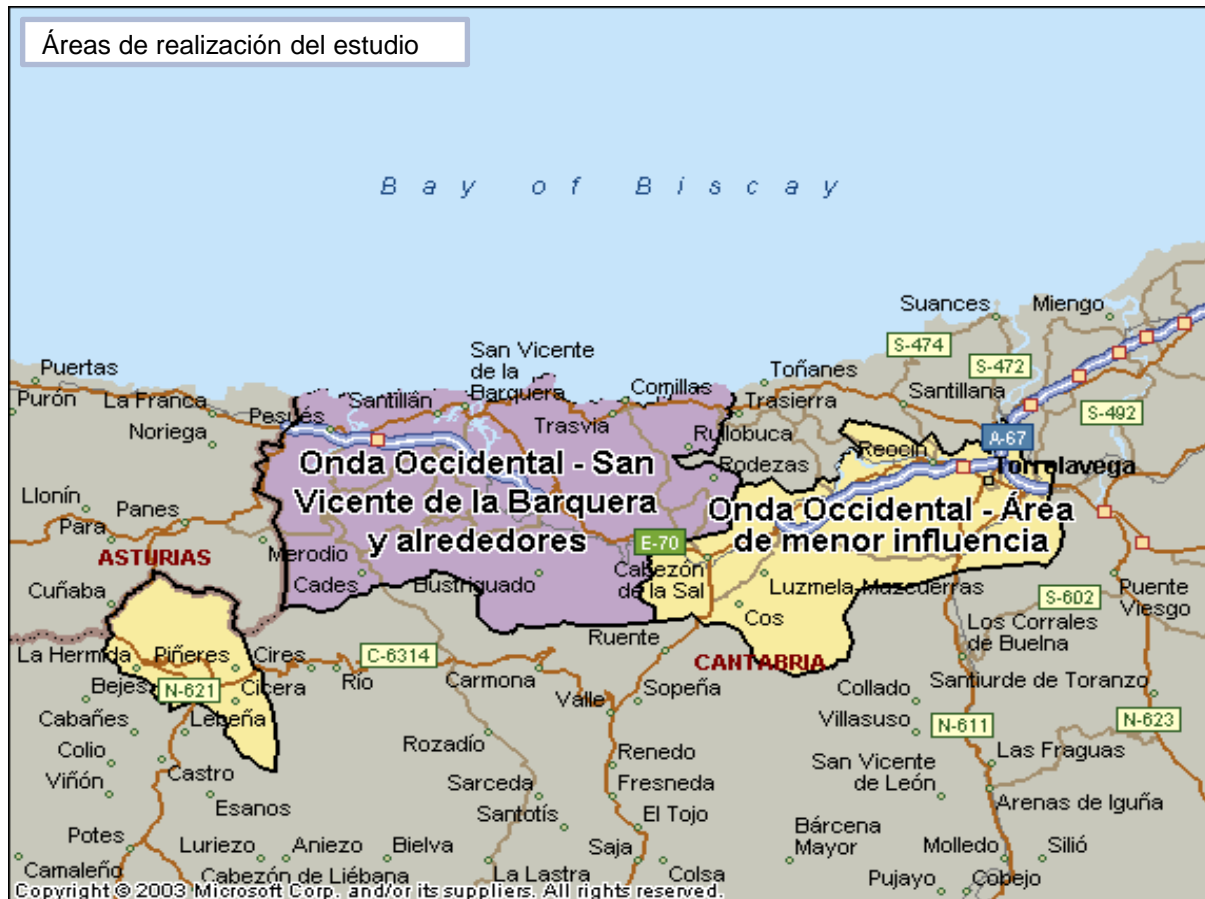 Áreas de realización del estudio
Bay of Biscay
Suances
Miengo
S-474
San Vicente
de la
Barquera
Puertas
Toñanes
S-472
Comillas
Santillana
Purón
La Franca
Santillán
Trasierra
S-492
Pesués
Trasvía
Noriega
Rullobuca
A-67
Reocín
Rodezas
Torrelavega
Onda Occidental - San
Vicente de la Barquera
y alrededores
Onda Occidental - Área
de menor influencia
Llonín
Panes
Para
E-70
ASTURIAS
Merodio
Cades
Bustriguado
Cabezón
de la Sal
Luzmela
Mazcuerras
Puente
Viesgo
Cuñaba
S-602
Cos
Los Corrales
de Buelna
Ruente
La Hermida
Piñeres
Cires
C-6314
CANTABRIA
Río
Carmona
Bejes
N-621
Cicera
Sopeña
Collado
Santiurde de Toranzo
Valle
Cabañes
Lebeña
Villasuso
N-611
N-623
Colio
Rozadío
Renedo
Las Fraguas
Castro
San Vicente
de León
Viñón
Sarceda
Fresneda
Esanos
Arenas de Iguña
Santotís
El Tojo
Potes
Bárcena
Mayor
Luriezo
Aniezo
Bielva
Saja
Molledo
Silió
Camaleño
Cabezón de Liébana
La Lastra
Colsa
Pujayo
Cobejo
Copyright © 2003 Microsoft Corp. and/or its suppliers. All rights reserved.